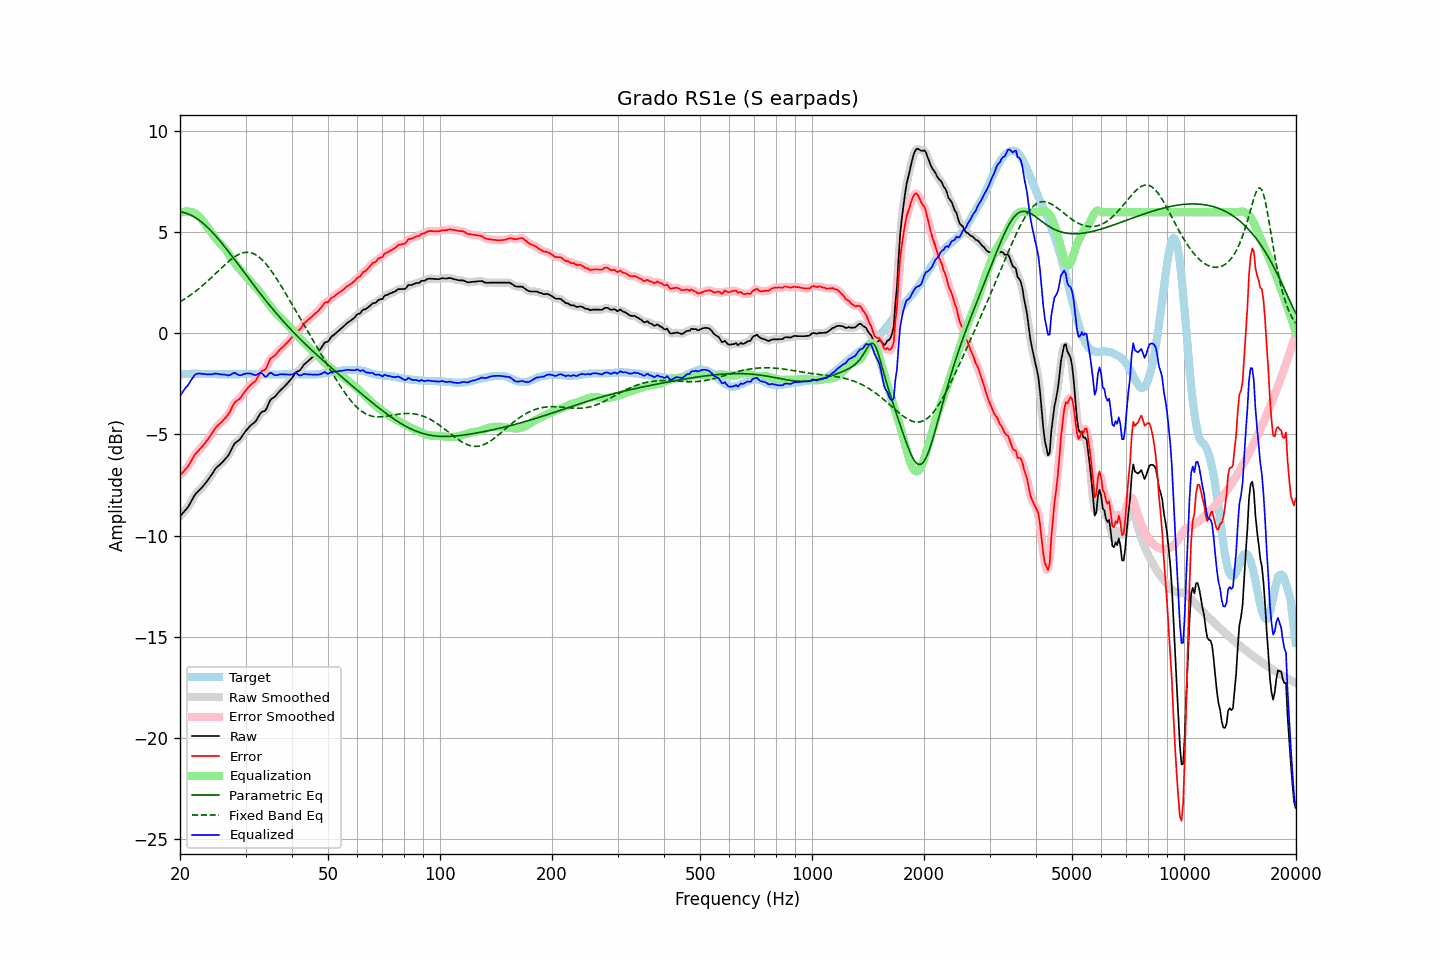 Grado RS1e (S earpads)
Amplitude (dBr)
10
5
0
−5
−10
−15
−20
−25
Target
Raw Smoothed
Error Smoothed
Raw
Error
Equalization
Parametric Eq
Fixed Band Eq
Equalized
20 50 100 200 500 1000 2000 5000 10000 20000
Frequency (Hz)